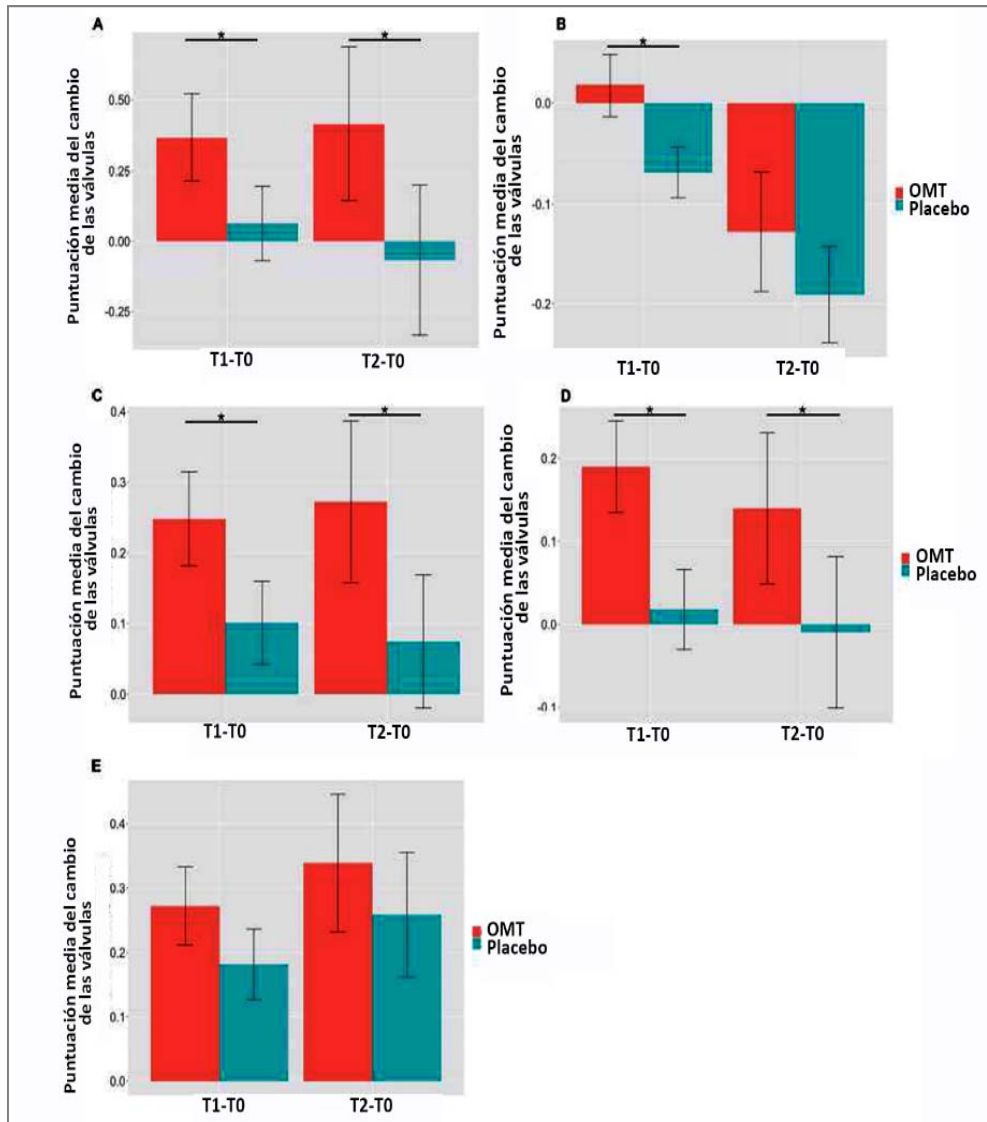 A
Puntuación media del cambio
de las válvulas
0.50
0.25
0.00
-0.25
*
*
T1-T0
T2-T0
B
Puntuación media del cambio
de las válvulas
0.0
-0.1
-0.2
*
T1-T0
T2-T0
OMT
Placebo
C
Puntuación media del cambio
de las válvulas
0.4
0.3
0.2
0.1
0.0
*
*
T1-T0
T2-T0
D
Puntuación media del cambio
de las válvulas
0.2
0.1
0.0
-0.1
*
*
T1-T0
T2-T0
OMT
Placebo
E
Puntuación media del cambio
de las válvulas
0.4
0.3
0.2
0.1
0.0
T1-T0
T2-T0
OMT
Placebo